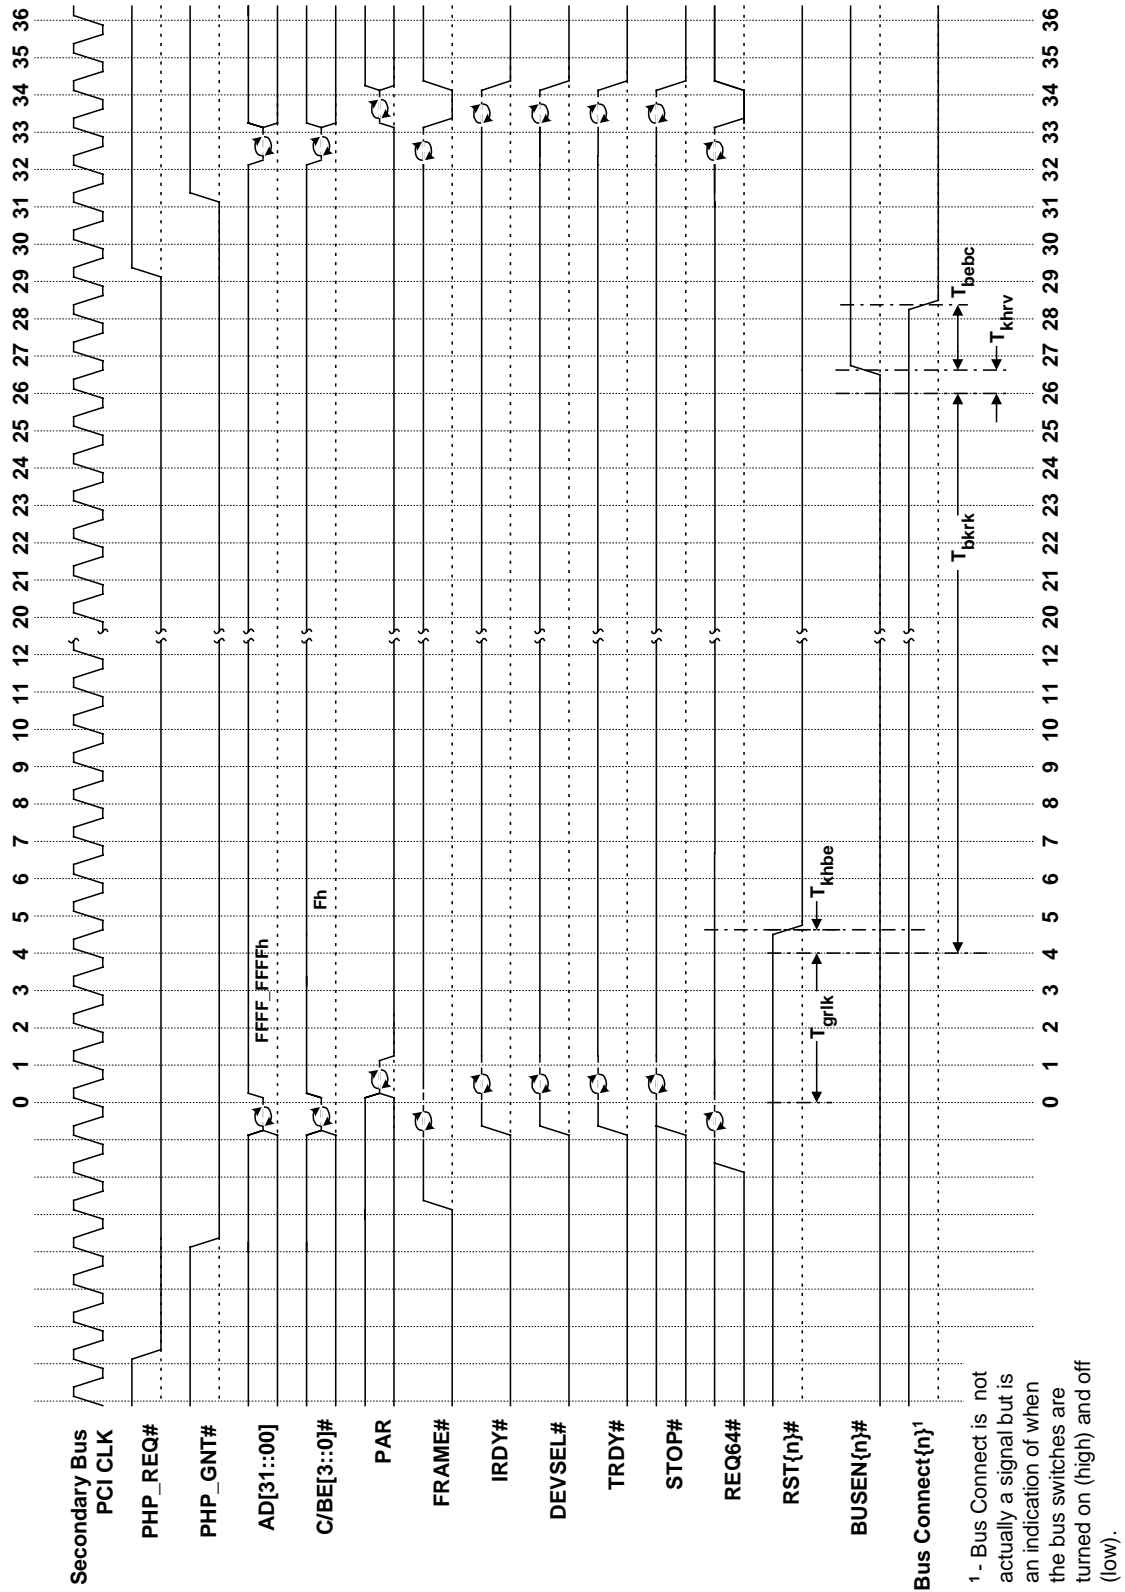 Secondary Bus
PCI CLK
PHP_REQ#
PHP_GNT#
AD[31::00]
C/BE[3::0]#
PAR
FRAME#
IRDY#
DEVSEL#
TRDY#
STOP#
REQ64#
RST{n}#
BUSEN{n}#
Bus Connect{n}¹
0 1 2 3 4 5 6 7 8 9 10 11 12 20 21 22 23 24 25 26 27 28 29 30 31 32 33 34 35 36
FFFF_FFFFh
Fh
Tgrlk
Tkhbe
Tbkrk
Tbebc
Tkhrv
0 1 2 3 4 5 6 7 8 9 10 11 12 20 21 22 23 24 25 26 27 28 29 30 31 32 33 34 35 36
¹ - Bus Connect is not
actually a signal but is
an indication of when
the bus switches are
turned on (high) and off
(low).